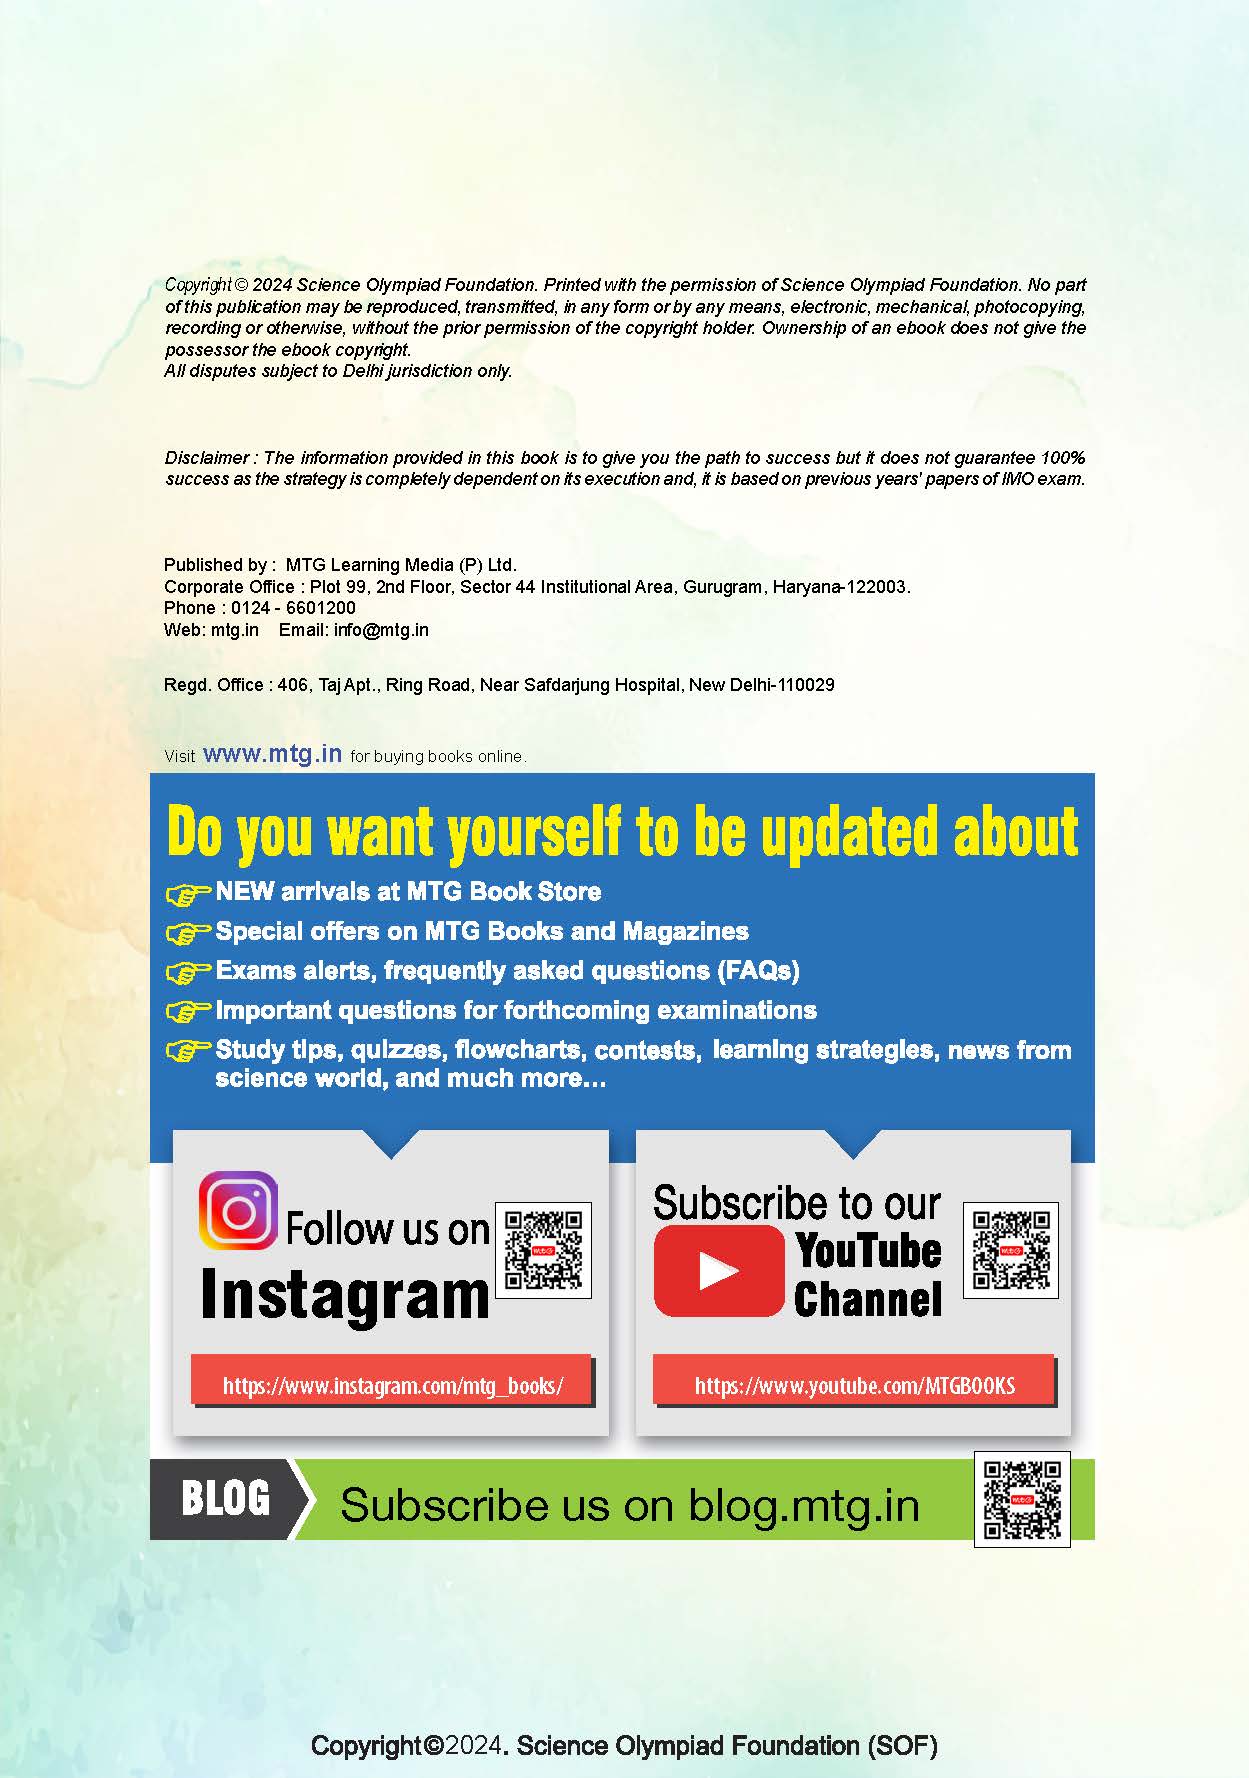 Copyright © 2024 Science Olympiad Foundation. Printed with the permission of Science Olympiad Foundation. No part
of this publication may be reproduced, transmitted, in any form or by any means, electronic, mechanical, photocopying,
recording or otherwise, without the prior permission of the copyright holder. Ownership of an ebook does not give the
possessor the ebook copyright.
All disputes subject to Delhi jurisdiction only.
Disclaimer : The information provided in this book is to give you the path to success but it does not guarantee 100%
success as the strategy is completely dependent on its execution and, it is based on previous years' papers of IMO exam.
Published by : MTG Learning Media (P) Ltd.
Corporate Office : Plot 99, 2nd Floor, Sector 44 Institutional Area, Gurugram, Haryana-122003.
Phone : 0124 - 6601200
Web: mtg.in Email: info@mtg.in
Regd. Office : 406, Taj Apt., Ring Road, Near Safdarjung Hospital, New Delhi-110029
Visit www.mtg.in for buying books online.
Do you want yourself to be updated about
NEW arrivals at MTG Book Store
Special offers on MTG Books and Magazines
Exams alerts, frequently asked questions (FAQs)
Important questions for forthcoming examinations
Study tips, quizzes, flowcharts, contests, learning strategies, news from
science world, and much more...
Follow us on
Instagram
mtG
https://www.instagram.com/mtg_books/
Subscribe to our
YouTube
Channel
mtG
https://www.youtube.com/MTGBOOKS
BLOG
Subscribe us on blog.mtg.in
mtG
Copyright©2024. Science Olympiad Foundation (SOF)